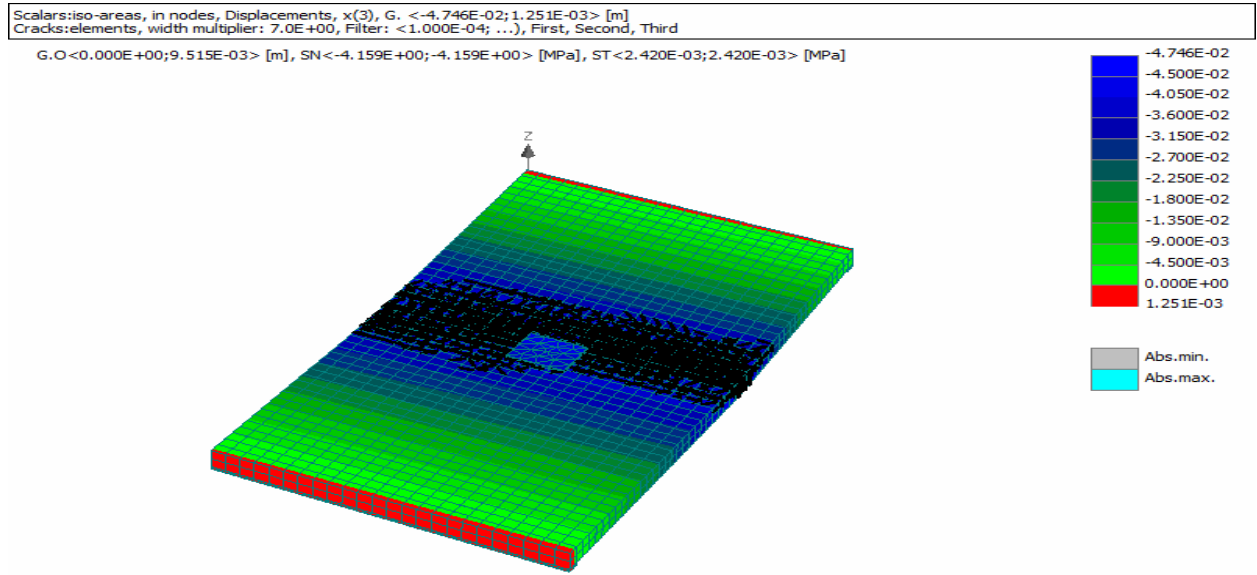 Scalars:iso-areas, in nodes, Displacements, x(3), G. <-4.746E-02;1.251E-03> [m]
Cracks:elements, width multiplier: 7.0E+00, Filter: <1.000E-04; ...), First, Second, Third
G.O<0.000E+00;9.515E-03> [m], SN<-4.159E+00;-4.159E+00> [MPa], ST<2.420E-03;2.420E-03> [MPa]
-4.746E-02
-4.500E-02
-4.050E-02
-3.600E-02
-3.150E-02
-2.700E-02
-2.250E-02
-1.800E-02
-1.350E-02
-9.000E-03
-4.500E-03
0.000E+00
1.251E-03
Abs.min.
Abs.max.
Z